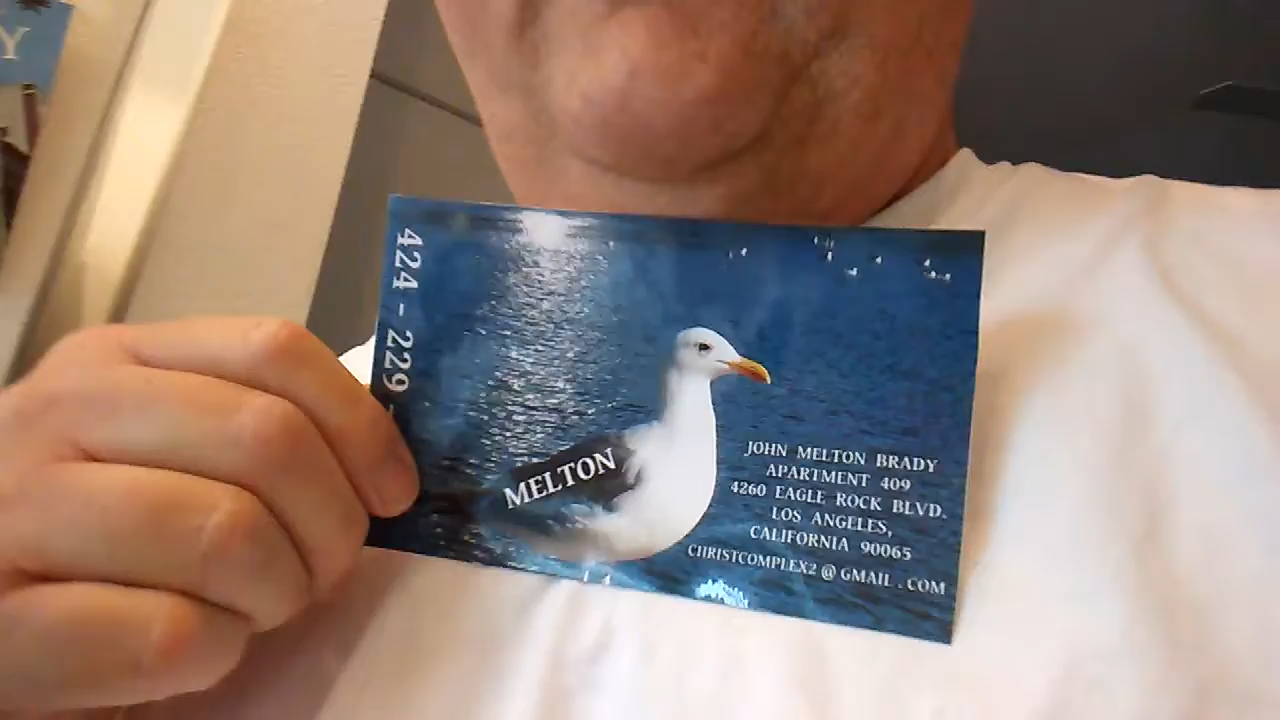 Y
424 - 229 -
MELTON
JOHN MELTON BRADY
APARTMENT 409
4260 EAGLE ROCK BLVD.
LOS ANGELES,
CALIFORNIA 90065
CHRISTCOMPLEX2 @ GMAIL . COM